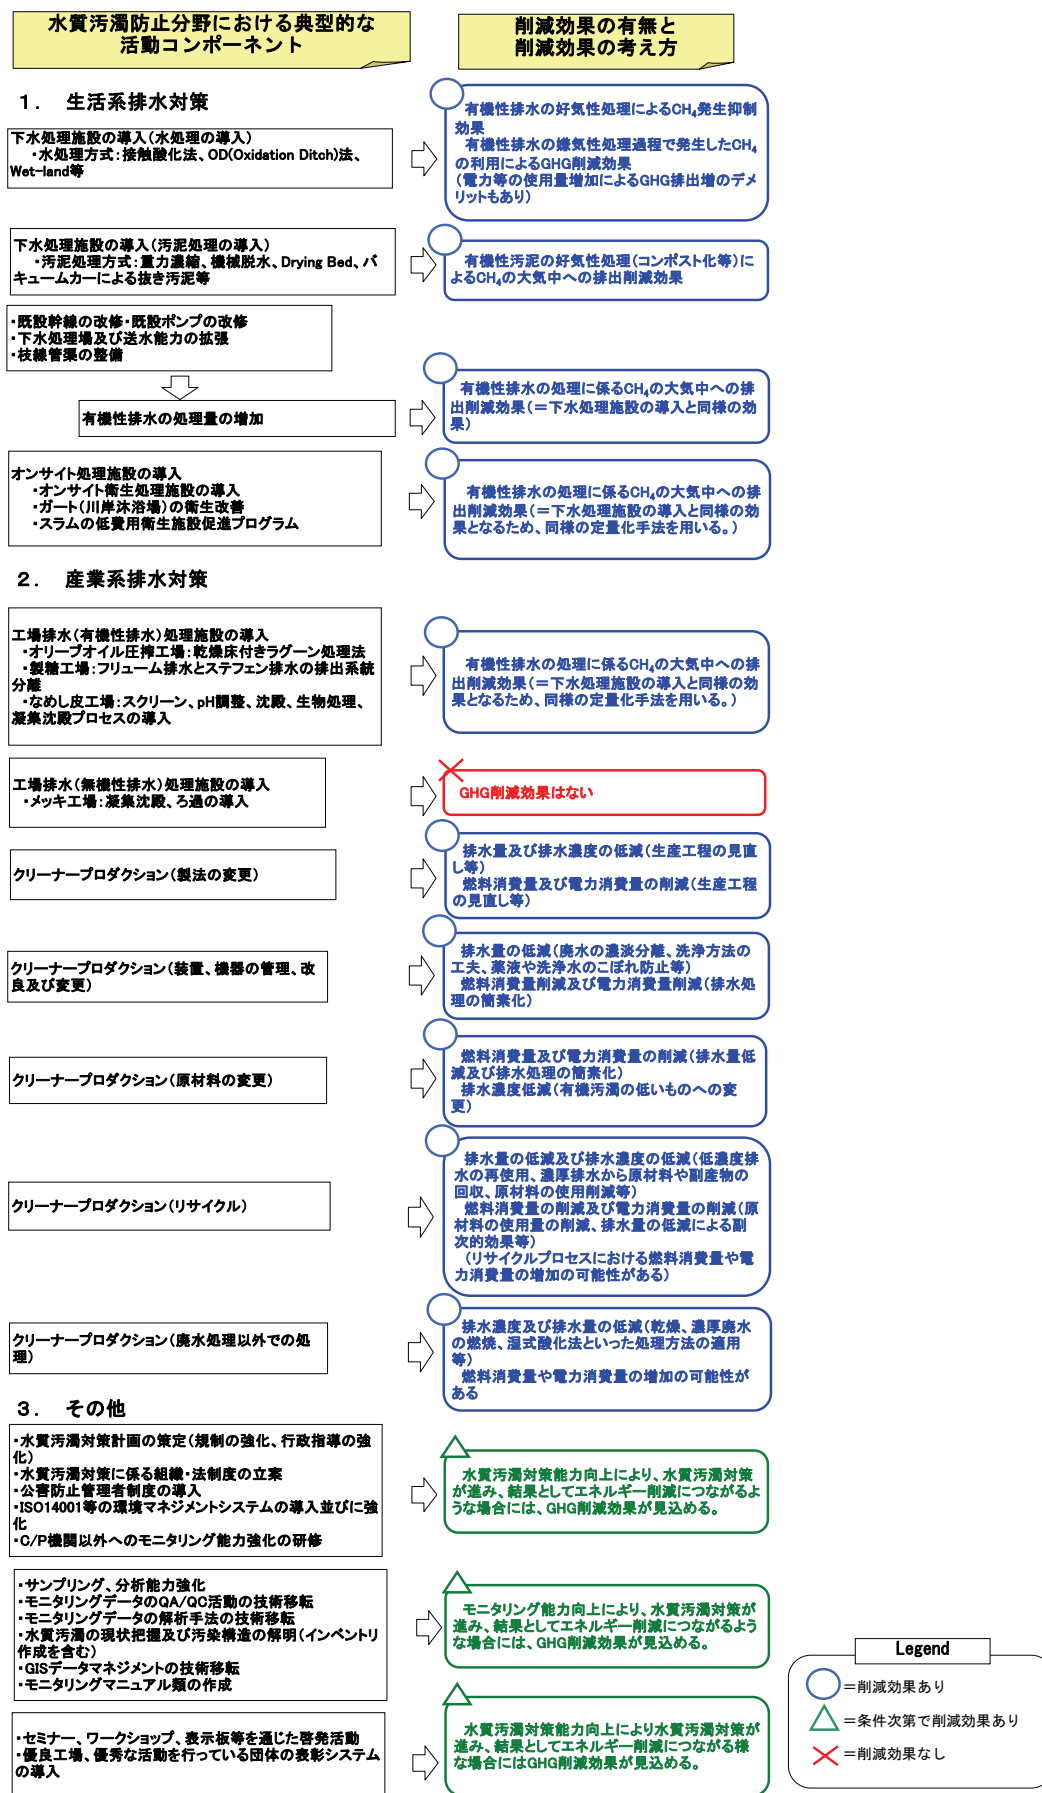 水質汚濁防止分野における典型的な
活動コンポーネント
削減効果の有無と
削減効果の考え方
1． 生活系排水対策
下水処理施設の導入(水処理の導入)
・水処理方式：接触酸化法、OD(Oxidation Ditch)法、
Wet-land等
有機性排水の好気性処理によるCH₄発生抑制
効果
有機性排水の嫌気性処理過程で発生したCH₄
の利用によるGHG削減効果
(電力等の使用量増加によるGHG排出増のデメ
リットもあり)
下水処理施設の導入(汚泥処理の導入)
・汚泥処理方式：重力濃縮、機械脱水、Drying Bed、バ
キュームカーによる抜き汚泥等
有機性汚泥の好気性処理(コンポスト化等)に
よるCH₄の大気中への排出削減効果
・既設幹線の改修・既設ポンプの改修
・下水処理場及び送水能力の拡張
・枝線管渠の整備
有機性排水の処理量の増加
有機性排水の処理に係るCH₄の大気中への排
出削減効果(＝下水処理施設の導入と同様の効
果)
オンサイト処理施設の導入
・オンサイト衛生処理施設の導入
・ガート(川岸沐浴場)の衛生改善
・スラムの低費用衛生施設促進プログラム
有機性排水の処理に係るCH₄の大気中への排
出削減効果(＝下水処理施設の導入と同様の効
果となるため、同様の定量化手法を用いる。)
2． 産業系排水対策
工場排水(有機性排水)処理施設の導入
・オリーブオイル圧搾工場：乾燥床付きラグーン処理法
・製糖工場：フリューム排水とステフェン排水の排出系統
分離
・なめし皮工場：スクリーン、pH調整、沈殿、生物処理、
凝集沈殿プロセスの導入
有機性排水の処理に係るCH₄の大気中への排
出削減効果(＝下水処理施設の導入と同様の効
果となるため、同様の定量化手法を用いる。)
工場排水(無機性排水)処理施設の導入
・メッキ工場：凝集沈殿、ろ過の導入
GHG削減効果はない
クリーナープロダクション(製法の変更)
排水量及び排水濃度の低減(生産工程の見直
し等)
燃料消費量及び電力消費量の削減(生産工程
の見直し等)
クリーナープロダクション(装置、機器の管理、改
良及び変更)
排水量の低減(廃水の濃淡分離、洗浄方法の
工夫、薬液や洗浄水のこぼれ防止等)
燃料消費量削減及び電力消費量削減(排水処
理の簡素化)
クリーナープロダクション(原材料の変更)
燃料消費量及び電力消費量の削減(排水量低
減及び排水処理の簡素化)
排水濃度低減(有機汚濁の低いものへの変
更)
クリーナープロダクション(リサイクル)
排水量の低減及び排水濃度の低減(低濃度排
水の再使用、濃厚排水から原材料や副産物の
回収、原材料の使用削減等)
燃料消費量の削減及び電力消費量の削減(原
材料の使用量の削減、排水量の低減による副
次的効果等)
(リサイクルプロセスにおける燃料消費量や電
力消費量の増加の可能性がある)
クリーナープロダクション(廃水処理以外での処
理)
排水濃度及び排水量の低減(乾燥、濃厚廃水
の燃焼、湿式酸化法といった処理方法の適用
等)
燃料消費量や電力消費量の増加の可能性が
ある
3． その他
・水質汚濁対策計画の策定(規制の強化、行政指導の強
化)
・水質汚濁対策に係る組織・法制度の立案
・公害防止管理者制度の導入
・ISO14001等の環境マネジメントシステムの導入並びに強
化
・C/P機関以外へのモニタリング能力強化の研修
水質汚濁対策能力向上により、水質汚濁対策
が進み、結果としてエネルギー削減につながるよ
うな場合には、GHG削減効果が見込める。
・サンプリング、分析能力強化
・モニタリングデータのQA/QC活動の技術移転
・モニタリングデータの解析手法の技術移転
・水質汚濁の現状把握及び汚染構造の解明(インベントリ
作成を含む)
・GISデータマネジメントの技術移転
・モニタリングマニュアル類の作成
モニタリング能力向上により、水質汚濁対策が
進み、結果としてエネルギー削減につながるよう
な場合には、GHG削減効果が見込める。
・セミナー、ワークショップ、表示板等を通じた啓発活動
・優良工場、優秀な活動を行っている団体の表彰システム
の導入
水質汚濁対策能力向上により水質汚濁対策が
進み、結果としてエネルギー削減につながる様
な場合にはGHG削減効果が見込める。
Legend
＝削減効果あり
＝条件次第で削減効果あり
＝削減効果なし